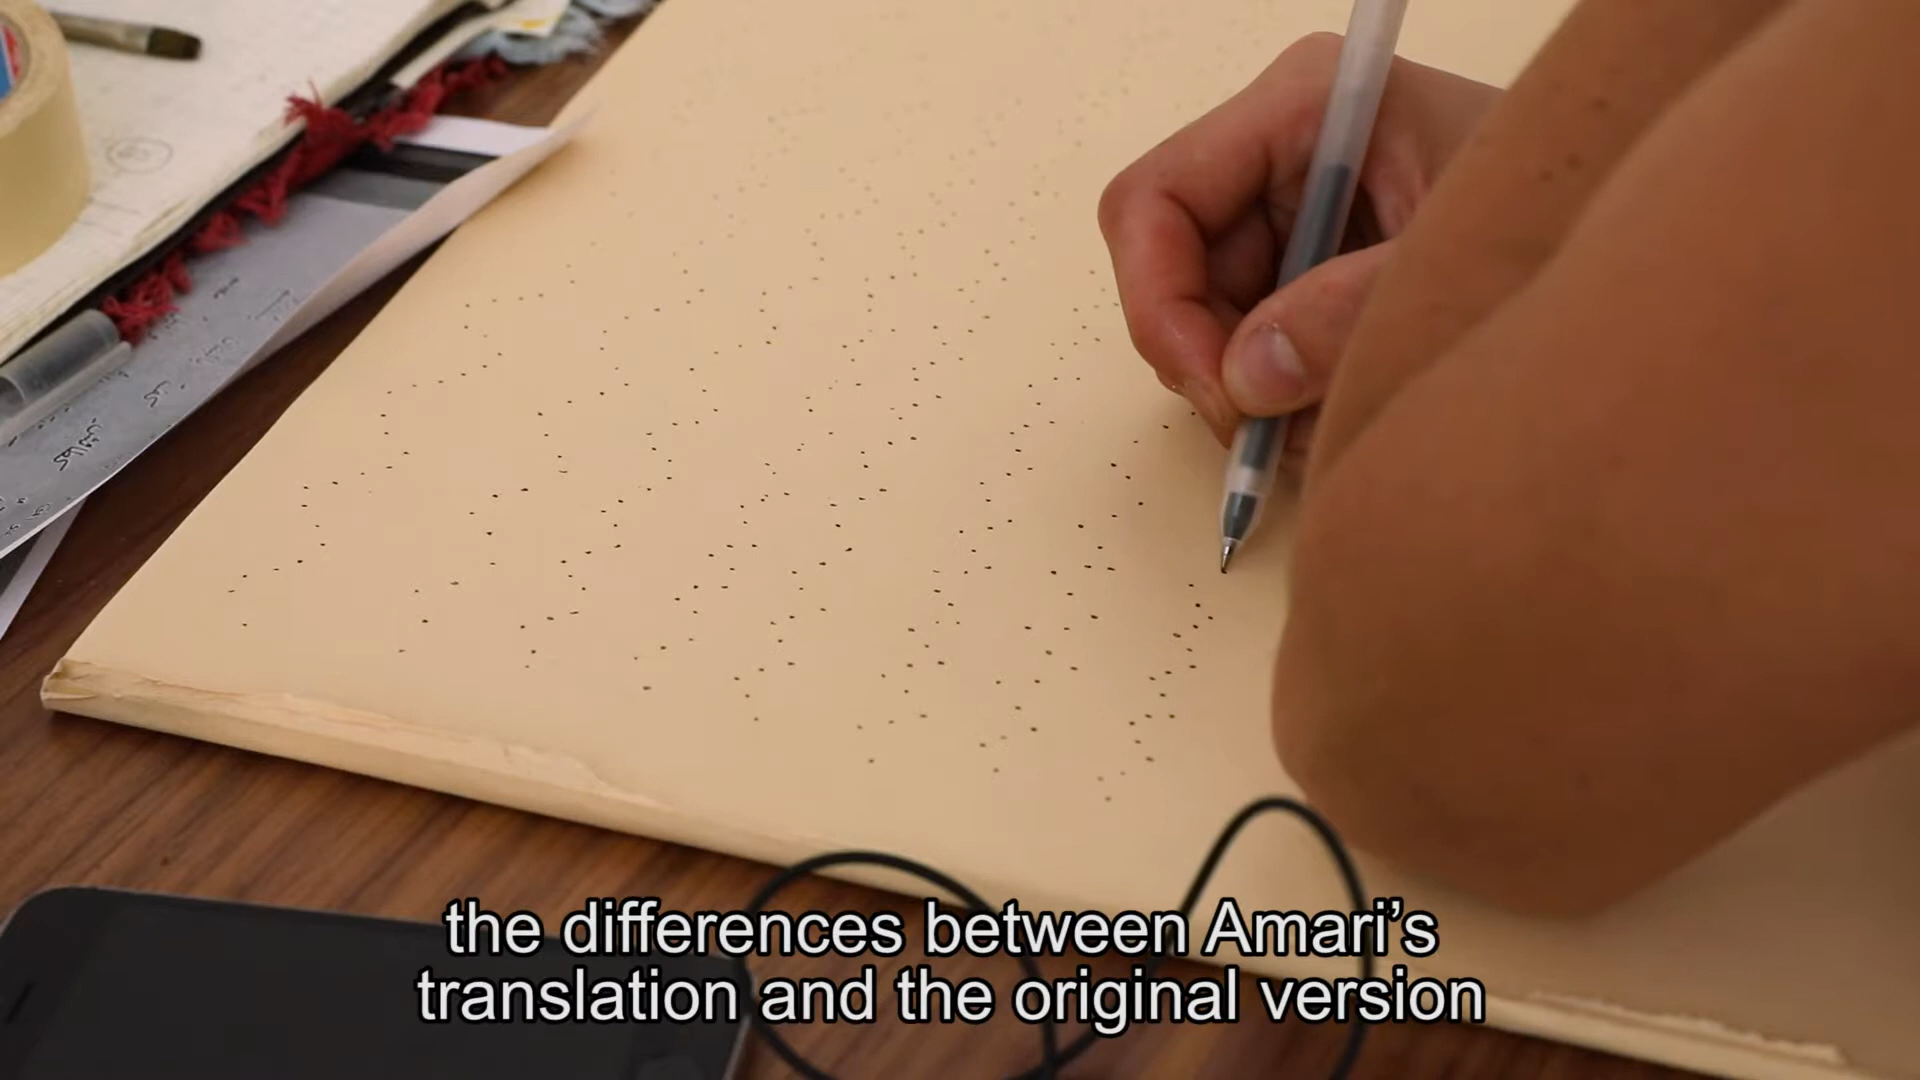 the differences between Amari’s
translation and the original version